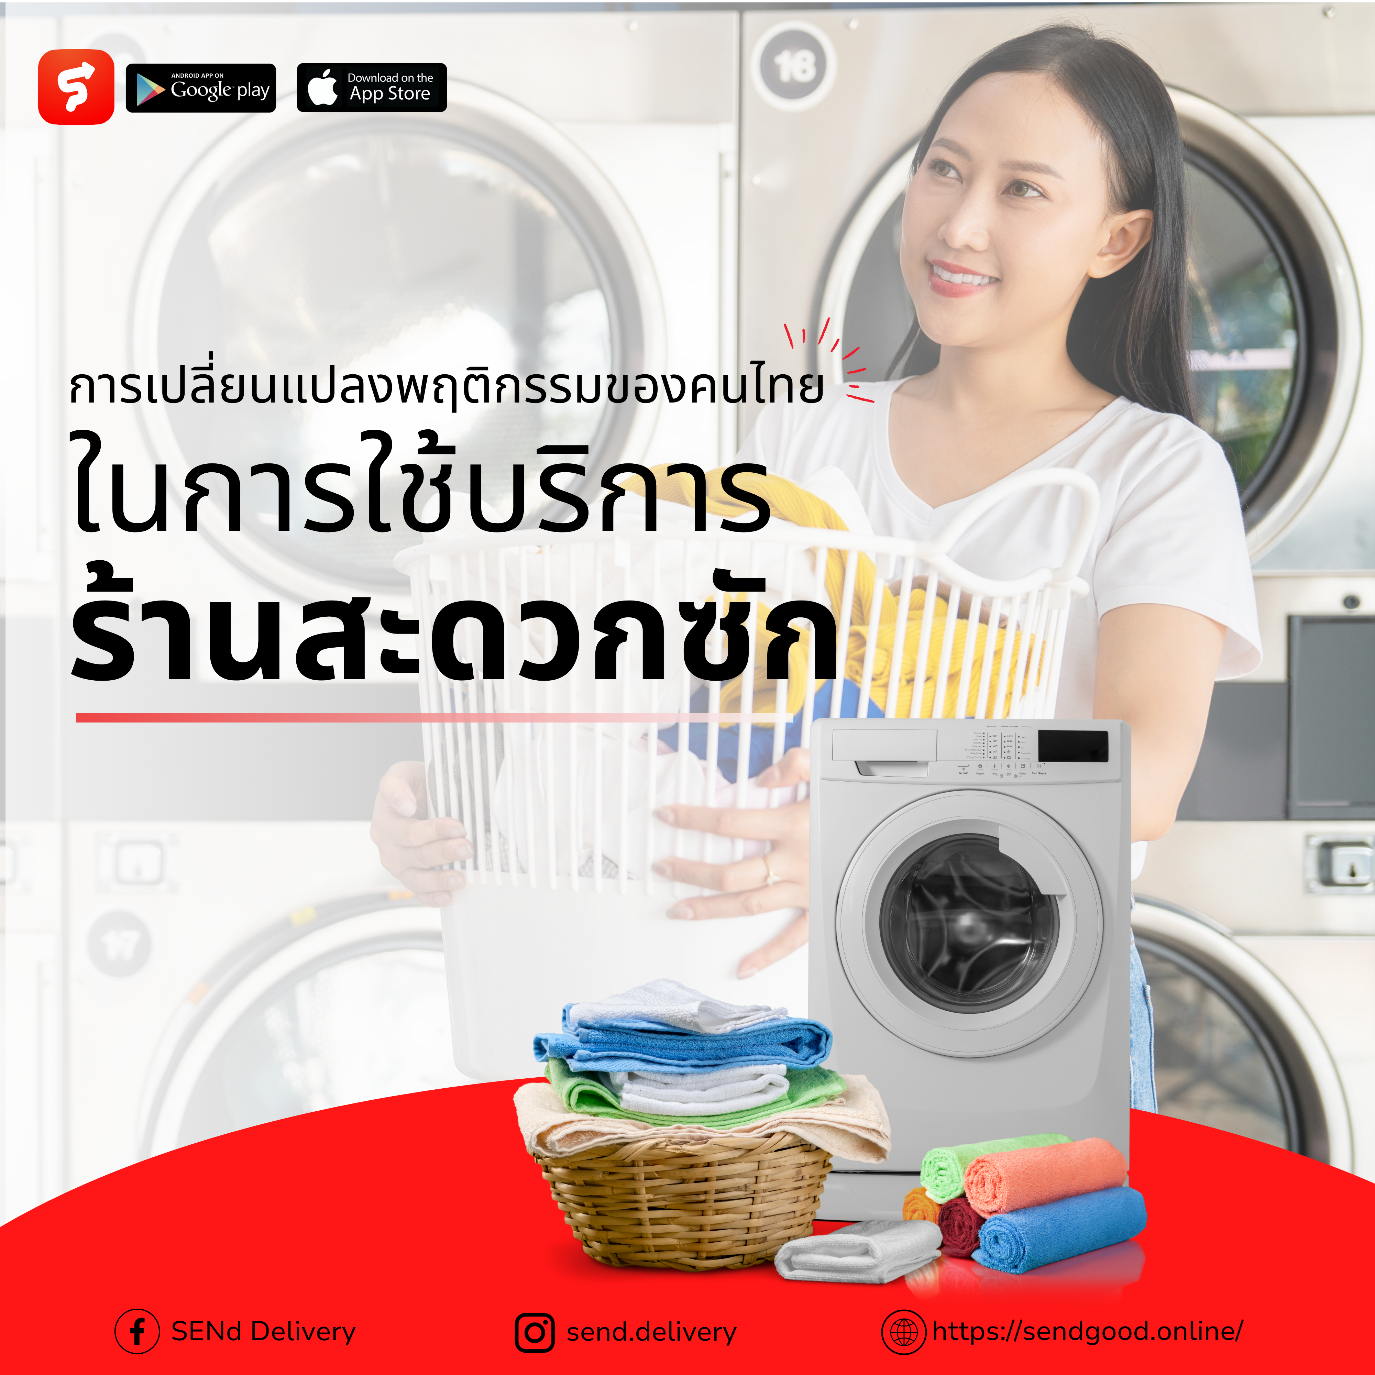 ANDROID APP ON
Google play
Download on the
App Store
18
การเปลี่ยนแปลงพฤติกรรมของคนไทย
ในการใช้บริการ
ร้านสะดวกซัก
17
SENd Delivery
send.delivery
https://sendgood.online/